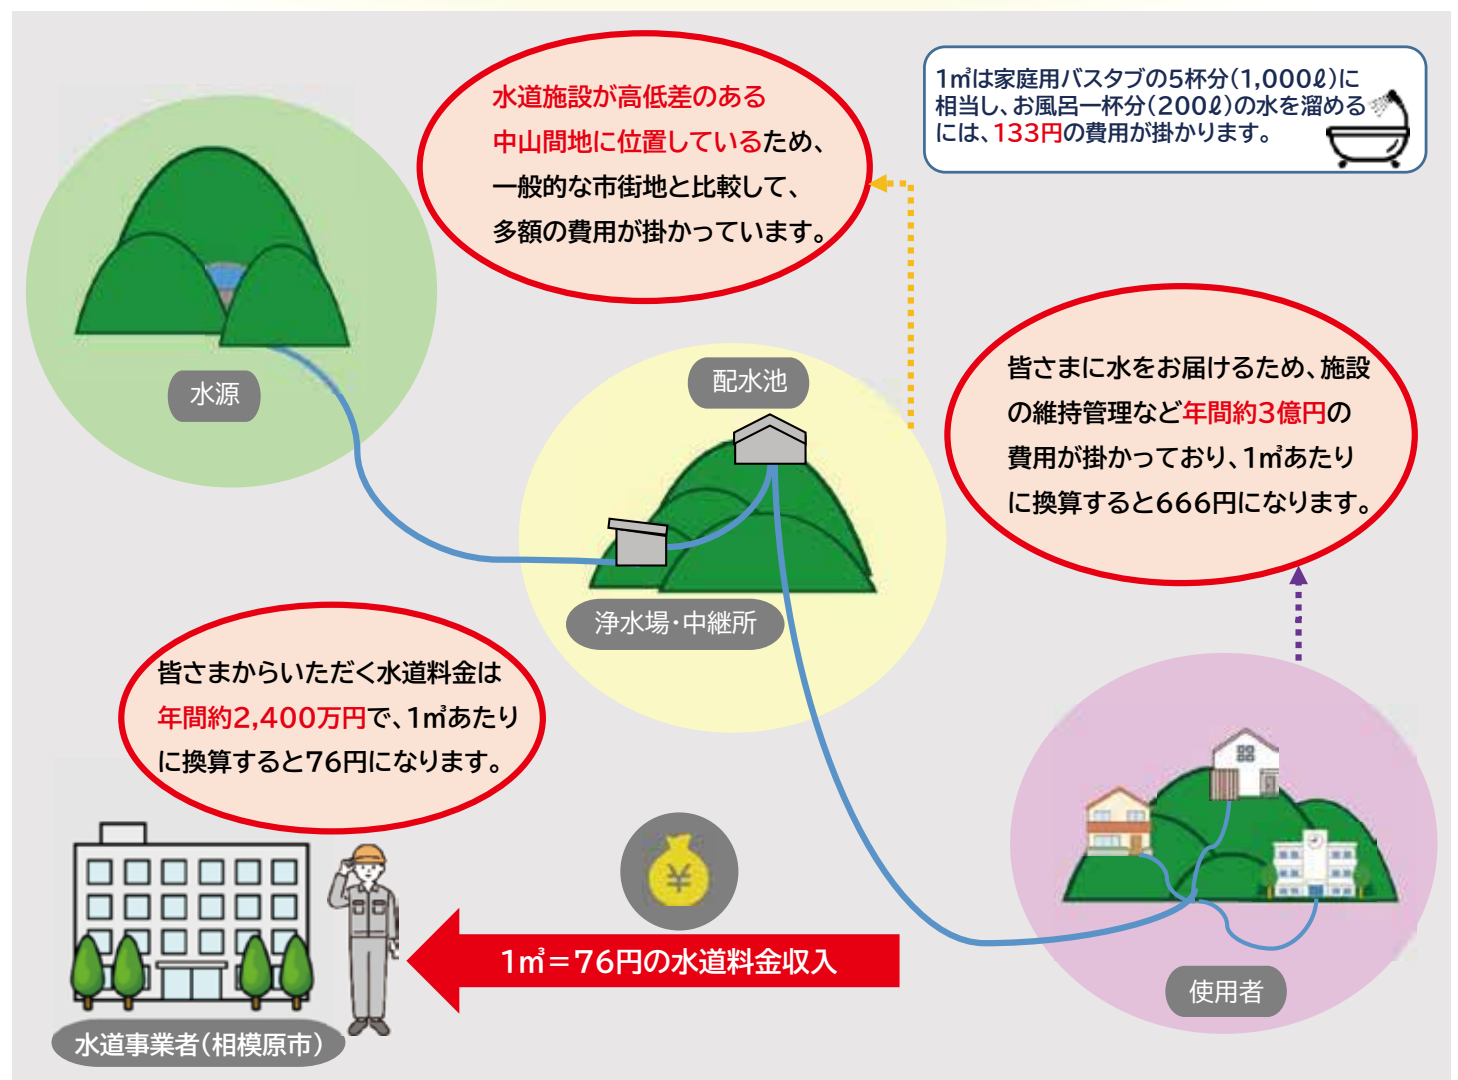 水道施設が高低差のある
中山間地に位置しているため、
一般的な市街地と比較して、
多額の費用が掛かっています。
1㎥は家庭用バスタブの5杯分(1,000ℓ)に
相当し、お風呂一杯分(200ℓ)の水を溜める
には、133円の費用が掛かります。
水源
配水池
皆さまに水をお届けるため、施設
の維持管理など年間約3億円の
費用が掛かっており、1㎥あたり
に換算すると666円になります。
浄水場・中継所
皆さまからいただく水道料金は
年間約2,400万円で、1㎥あたり
に換算すると76円になります。
¥
1㎥＝76円の水道料金収入
使用者
水道事業者(相模原市)